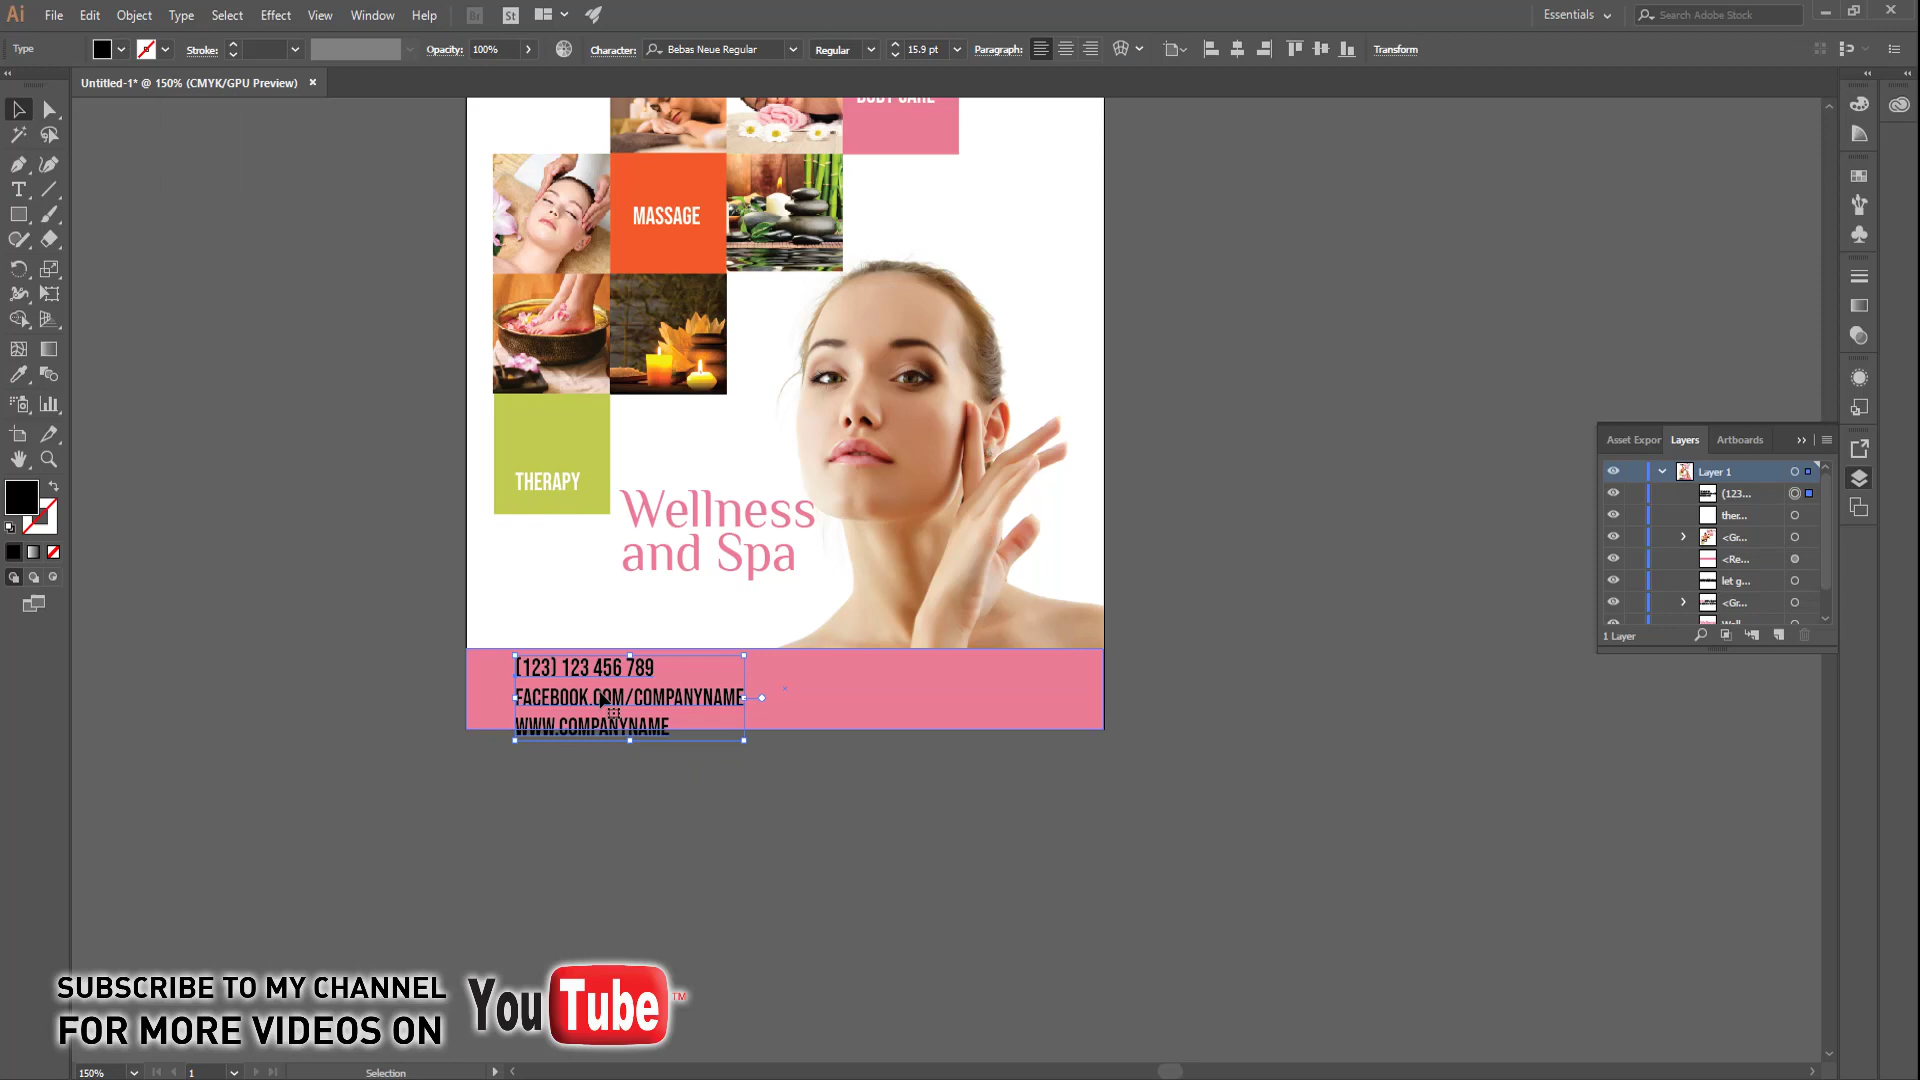 Ai File Edit Object Type Select Effect View Window Help Br St Essentials Search Adobe Stock
Type Stroke: Opacity: 100% Character: Bebas Neue Regular Regular 15.9 pt Paragraph: Transform
Untitled-1* @ 150% (CMYK/GPU Preview)
MASSAGE
THERAPY
Wellness
and Spa
(123) 123 456 789
FACEBOOK.COM/COMPANYNAME
WWW.COMPANYNAME
Asset Expor Layers Artboards
Layer 1
(123...
ther...
<Gr...
<Re...
let g...
<Gr...
1 Layer
SUBSCRIBE TO MY CHANNEL
FOR MORE VIDEOS ON
YouTube™
150% 1 Selection